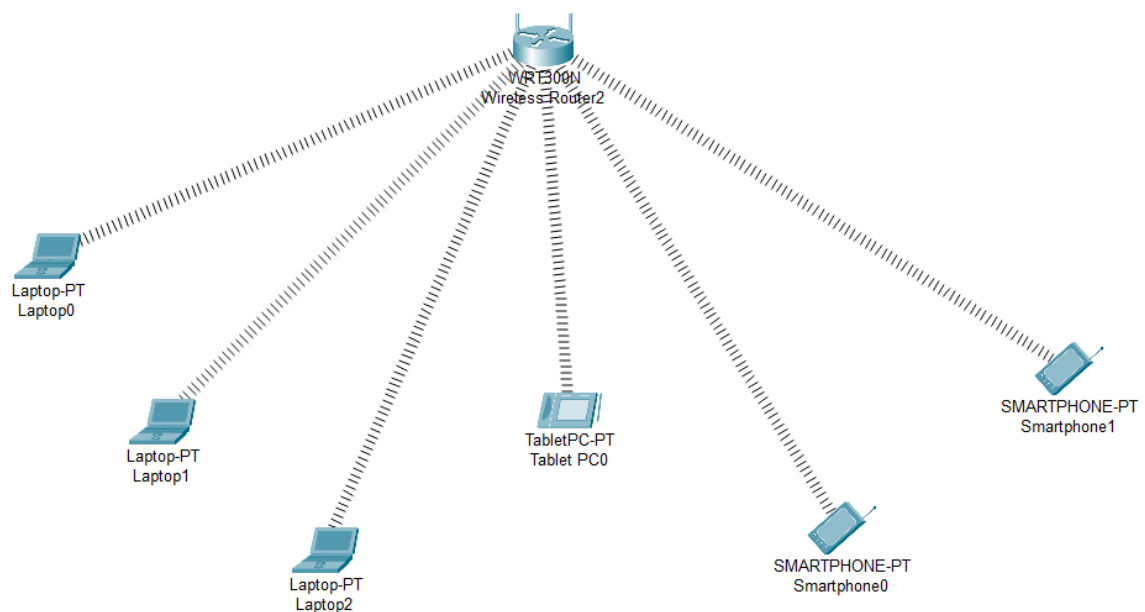 WRT300N
Wireless Router2
Laptop-PT
Laptop0
SMARTPHONE-PT
Smartphone1
Laptop-PT
Laptop1
TabletPC-PT
Tablet PC0
SMARTPHONE-PT
Smartphone0
Laptop-PT
Laptop2